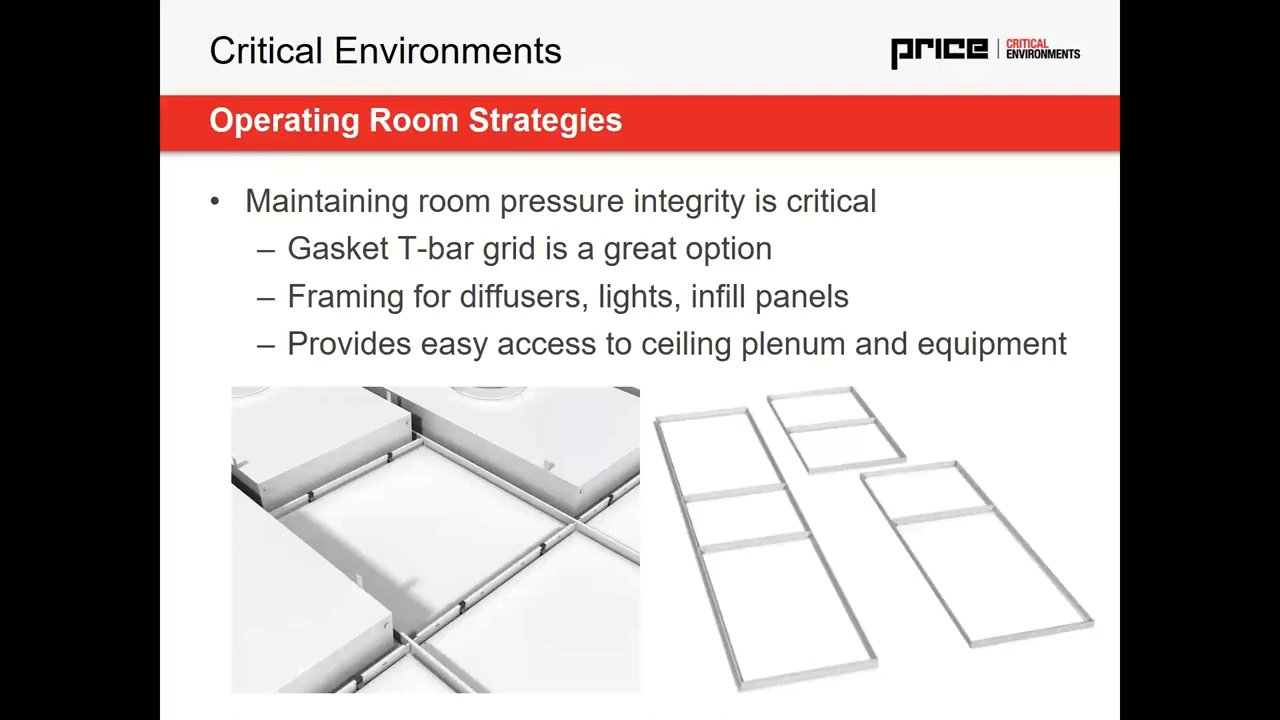 Critical Environments
price | CRITICAL
ENVIRONMENTS
Operating Room Strategies
• Maintaining room pressure integrity is critical
– Gasket T-bar grid is a great option
– Framing for diffusers, lights, infill panels
– Provides easy access to ceiling plenum and equipment